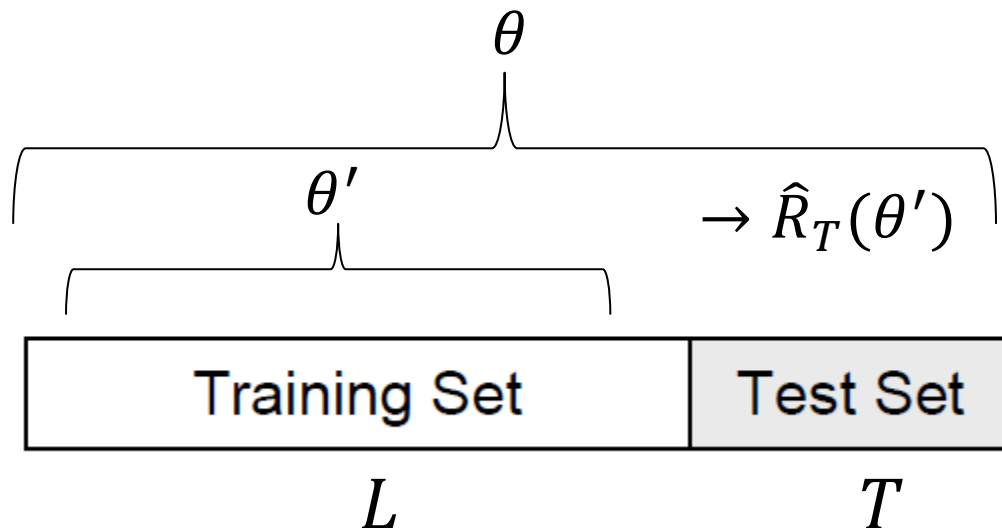 θ
θ′
→ R̂_T(θ′)
Training Set Test Set
L T